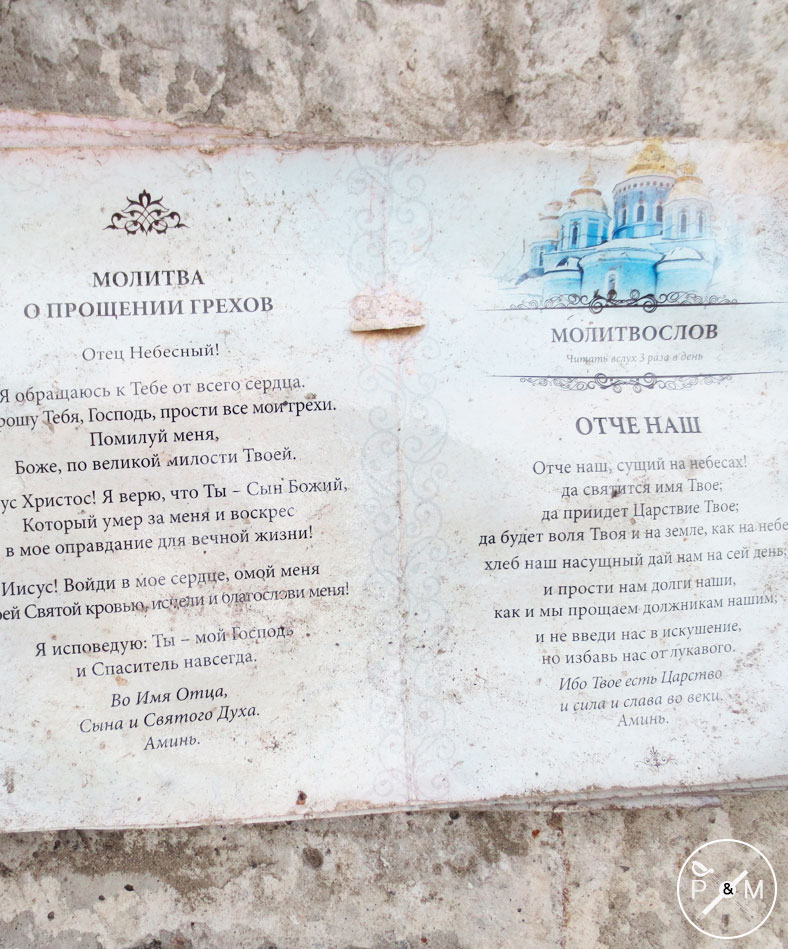 МОЛИТВА
О ПРОЩЕНИИ ГРЕХОВ
Отец Небесный!
Я обращаюсь к Тебе от всего сердца.
рошу Тебя, Господь, прости все мои грехи.
Помилуй меня,
Боже, по великой милости Твоей.
ус Христос! Я верю, что Ты – Сын Божий,
Который умер за меня и воскрес
в мое оправдание для вечной жизни!
Иисус! Войди в мое сердце, омой меня
ей Святой кровью, исцели и благослови меня!
Я исповедую: Ты – мой Господь
и Спаситель навсегда.
Во Имя Отца,
Сына и Святого Духа.
Аминь.
МОЛИТВОСЛОВ
Читать вслух 3 раза в день
ОТЧЕ НАШ
Отче наш, сущий на небесах!
да святится имя Твое;
да приидет Царствие Твое;
да будет воля Твоя и на земле, как на небе
хлеб наш насущный дай нам на сей день;
и прости нам долги наши,
как и мы прощаем должникам нашим;
и не введи нас в искушение,
но избавь нас от лукавого.
Ибо Твое есть Царство
и сила и слава во веки.
Аминь.
P & M